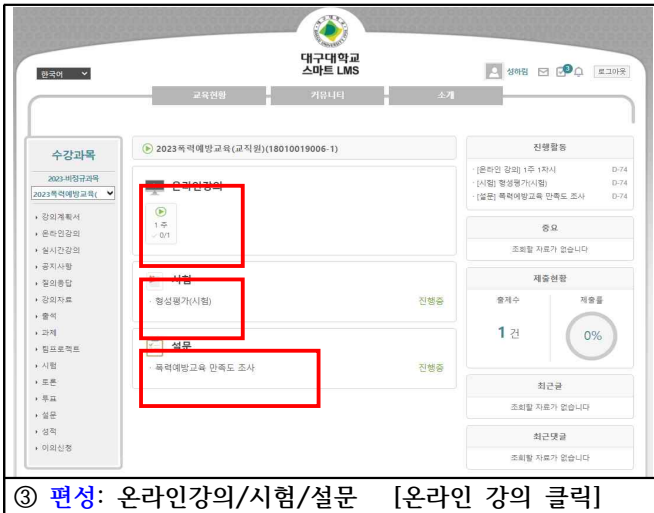 대구대학교
스마트 LMS
한국어
성하림
3
로그아웃
교육현황
커뮤니티
소개
수강과목
2023-비정규과목
2023폭력예방교육(
강의계획서
온라인강의
실시간강의
공지사항
질의응답
강의자료
출석
과제
팀프로젝트
시험
토론
투표
설문
성적
이의신청
2023폭력예방교육(교직원)(18010019006-1)
온라인강의
1 주
0/1
시험
· 형성평가(시험)
진행중
설문
· 폭력예방교육 만족도 조사
진행중
진행활동
· [온라인 강의] 1주 1차시 D-74
· [시험] 형성평가(시험) D-74
· [설문] 폭력예방교육 만족도 조사 D-74
중요
조회할 자료가 없습니다
제출현황
출제수
제출률
1 건
0%
최근글
조회할 자료가 없습니다
최근댓글
조회할 자료가 없습니다
③ 편성: 온라인강의/시험/설문 [온라인 강의 클릭]